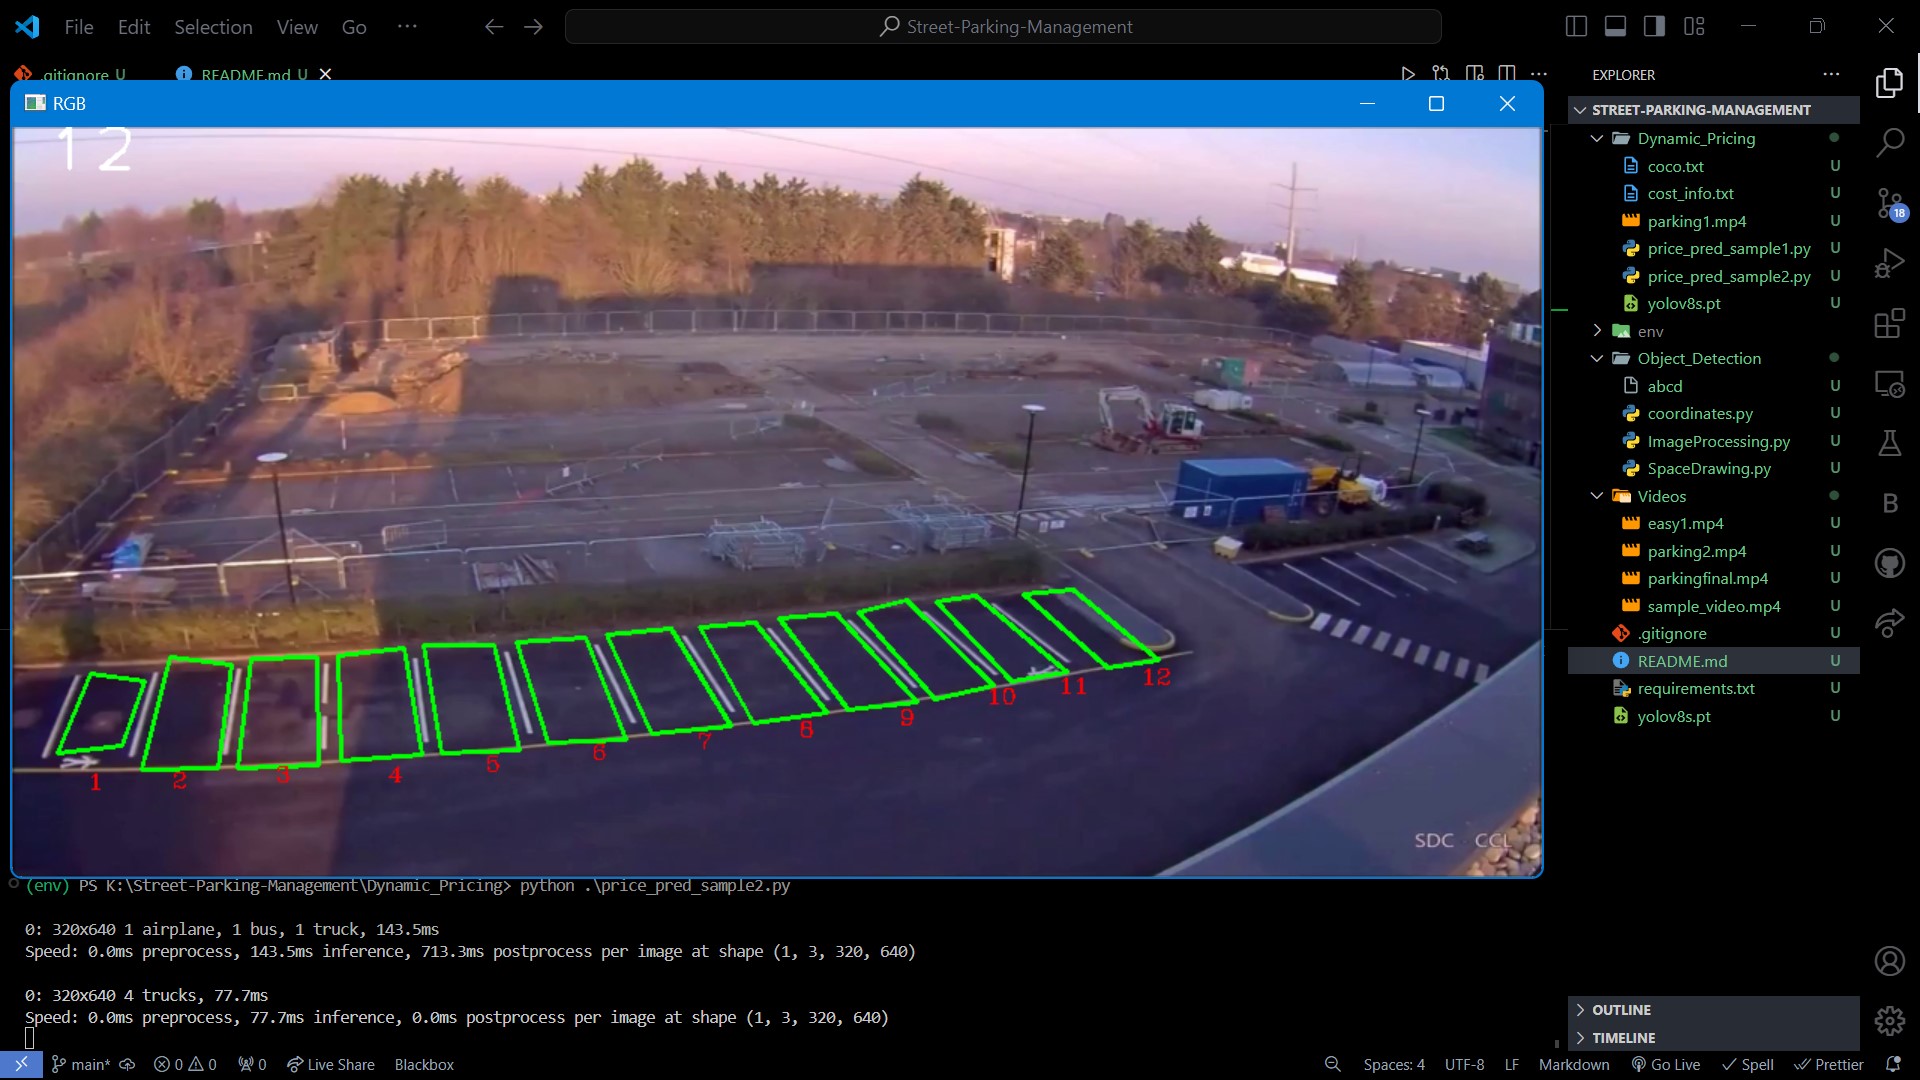 File Edit Selection View Go ··· Street-Parking-Management
.gitignore U README.md U
RGB
12
1 2 3 4 5 6 7 8 9 10 11 12
SDC CCL
(env) PS K:\Street-Parking-Management\Dynamic_Pricing> python .\price_pred_sample2.py
0: 320x640 1 airplane, 1 bus, 1 truck, 143.5ms
Speed: 0.0ms preprocess, 143.5ms inference, 713.3ms postprocess per image at shape (1, 3, 320, 640)
0: 320x640 4 trucks, 77.7ms
Speed: 0.0ms preprocess, 77.7ms inference, 0.0ms postprocess per image at shape (1, 3, 320, 640)
EXPLORER
STREET-PARKING-MANAGEMENT
Dynamic_Pricing
coco.txt U
cost_info.txt U
parking1.mp4 U
price_pred_sample1.py U
price_pred_sample2.py U
yolov8s.pt U
env
Object_Detection
abcd U
coordinates.py U
ImageProcessing.py U
SpaceDrawing.py U
Videos
easy1.mp4 U
parking2.mp4 U
parkingfinal.mp4 U
sample_video.mp4 U
.gitignore U
README.md U
requirements.txt U
yolov8s.pt U
OUTLINE
TIMELINE
18
B
main* 0 0 0 Live Share Blackbox Spaces: 4 UTF-8 LF Markdown Go Live Spell Prettier